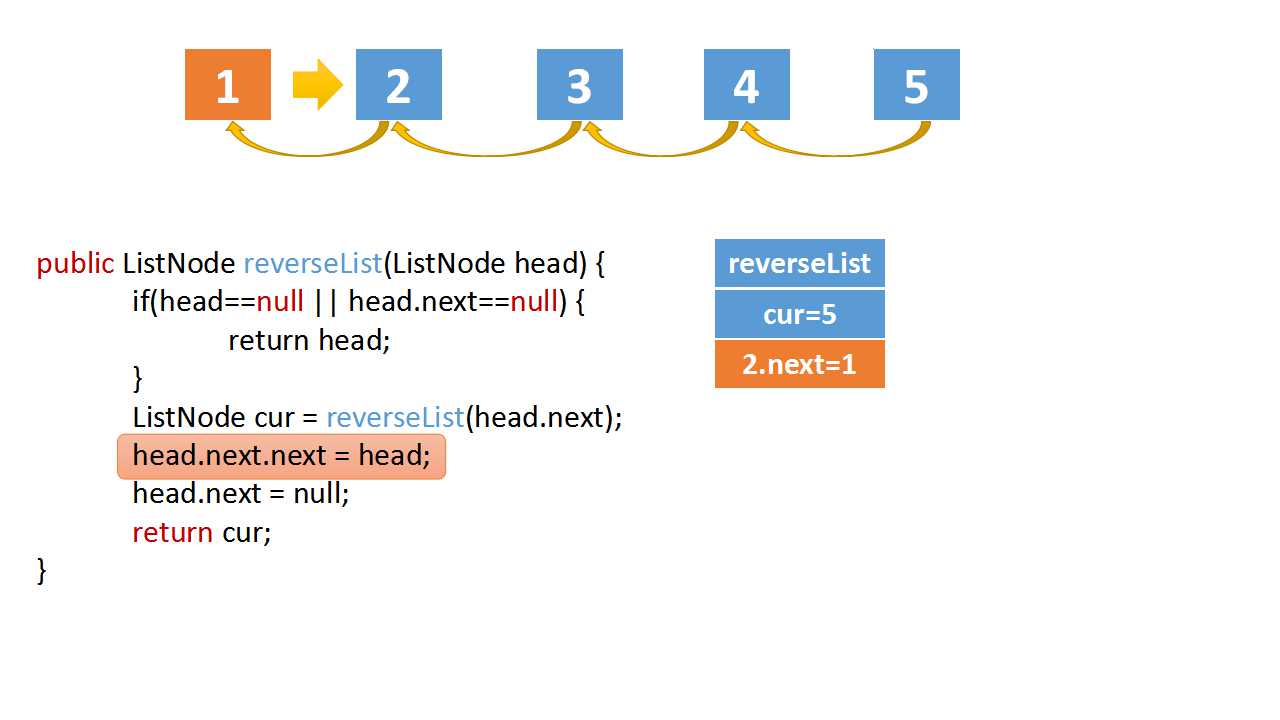 1 2 3 4 5
public ListNode reverseList(ListNode head) {
if(head==null || head.next==null) {
return head;
}
ListNode cur = reverseList(head.next);
head.next.next = head;
head.next = null;
return cur;
}
reverseList
cur=5
2.next=1